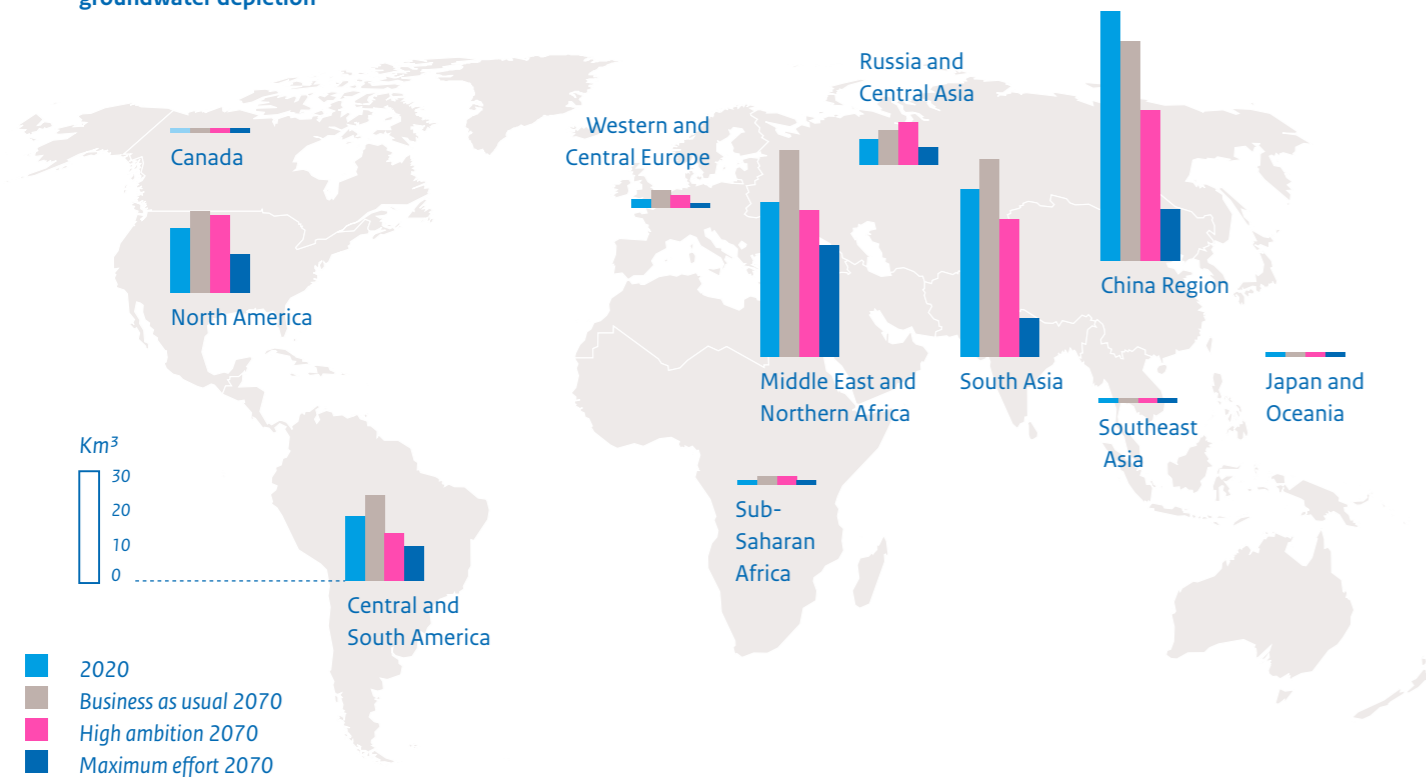 groundwater depletion
Russia and
Central Asia
Western and
Central Europe
Canada
North America
China Region
Middle East and
Northern Africa
South Asia
Japan and
Oceania
Southeast
Asia
Km³
30
20
10
0
Sub-
Saharan
Africa
Central and
South America
2020
Business as usual 2070
High ambition 2070
Maximum effort 2070